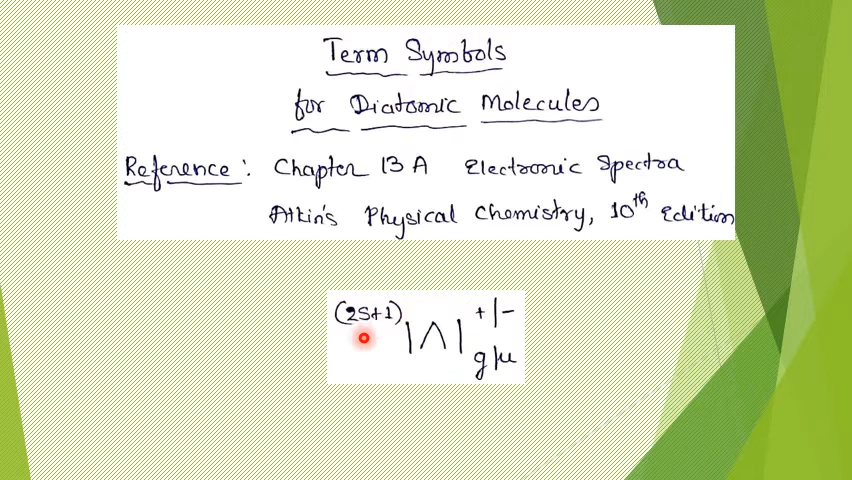 Term Symbols
for Diatomic Molecules
Reference: Chapter 13 A Electronic Spectra
Atkin's Physical Chemistry, 10th Edition
(2S+1) |Λ| +/-
g/u